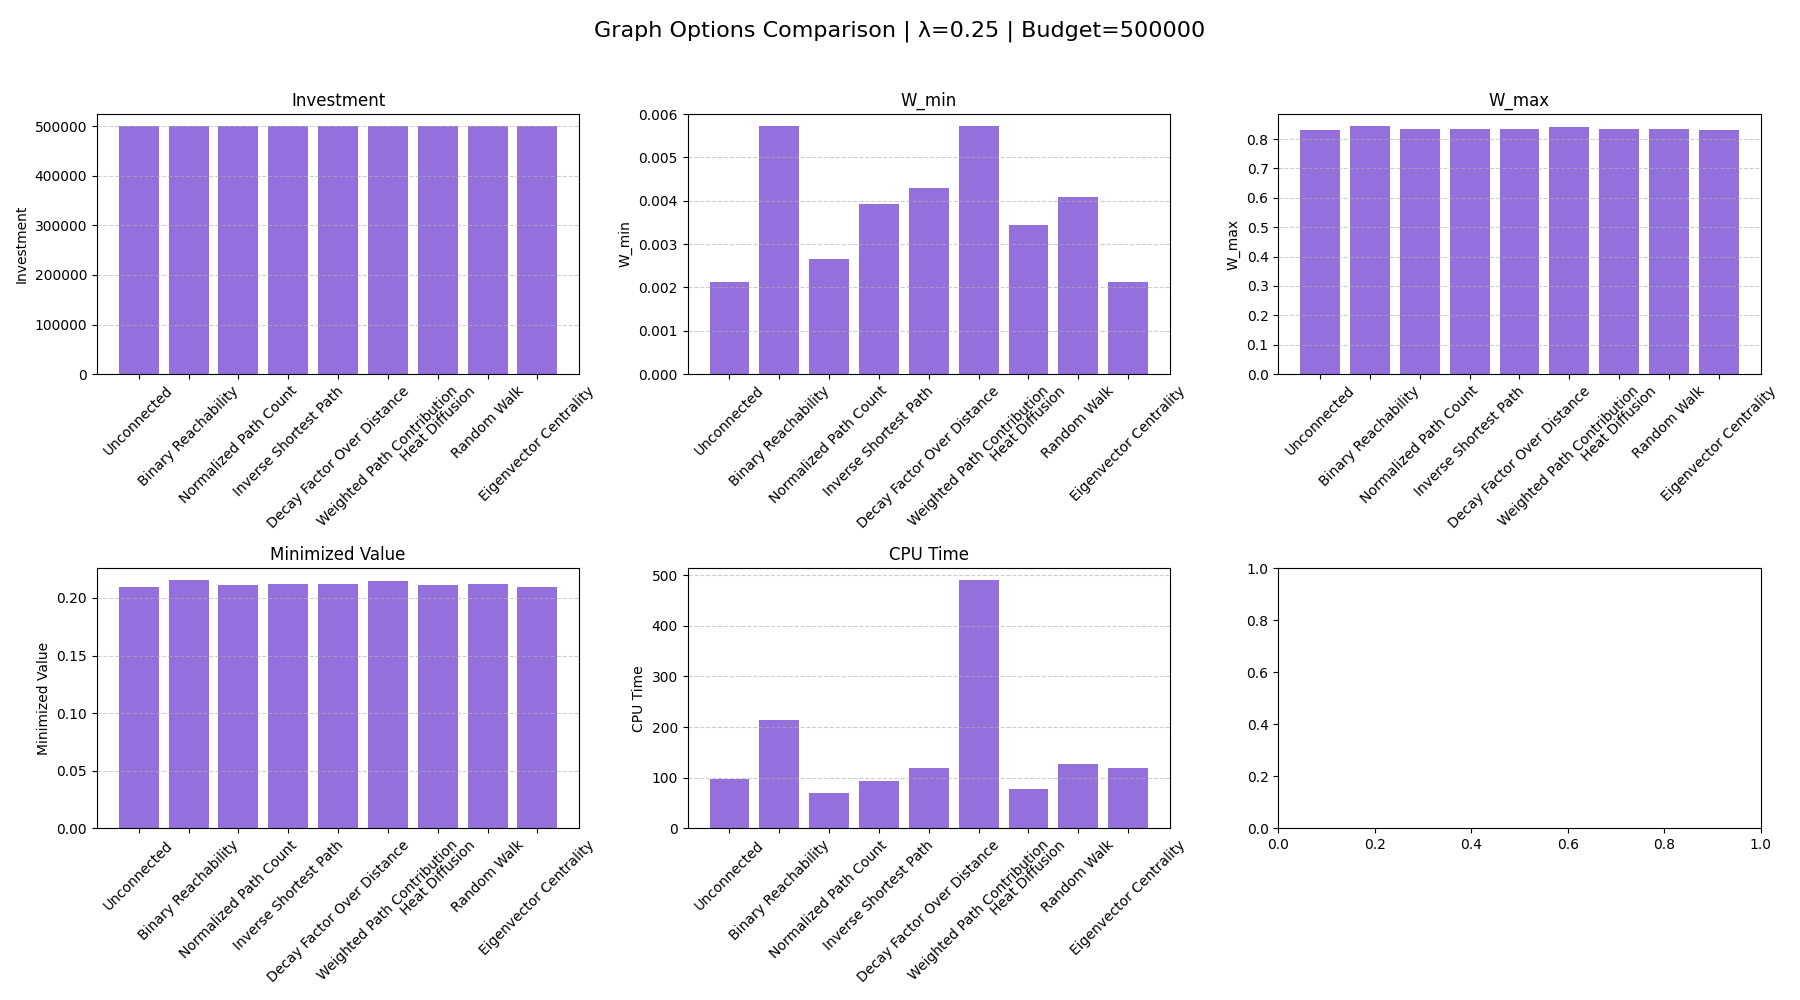 Graph Options Comparison | λ=0.25 | Budget=500000
Investment
Investment
500000
400000
300000
200000
100000
0
Unconnected
Binary Reachability
Normalized Path Count
Inverse Shortest Path
Decay Factor Over Distance
Weighted Path Contribution
Heat Diffusion
Random Walk
Eigenvector Centrality
W_min
W_min
0.006
0.005
0.004
0.003
0.002
0.001
0.000
Unconnected
Binary Reachability
Normalized Path Count
Inverse Shortest Path
Decay Factor Over Distance
Weighted Path Contribution
Heat Diffusion
Random Walk
Eigenvector Centrality
W_max
W_max
0.8
0.7
0.6
0.5
0.4
0.3
0.2
0.1
0.0
Unconnected
Binary Reachability
Normalized Path Count
Inverse Shortest Path
Decay Factor Over Distance
Weighted Path Contribution
Heat Diffusion
Random Walk
Eigenvector Centrality
Minimized Value
Minimized Value
0.20
0.15
0.10
0.05
0.00
Unconnected
Binary Reachability
Normalized Path Count
Inverse Shortest Path
Decay Factor Over Distance
Weighted Path Contribution
Heat Diffusion
Random Walk
Eigenvector Centrality
CPU Time
CPU Time
500
400
300
200
100
0
Unconnected
Binary Reachability
Normalized Path Count
Inverse Shortest Path
Decay Factor Over Distance
Weighted Path Contribution
Heat Diffusion
Random Walk
Eigenvector Centrality
1.0
0.8
0.6
0.4
0.2
0.0
0.0 0.2 0.4 0.6 0.8 1.0